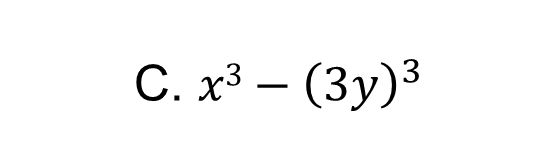 C. x³ − (3y)³